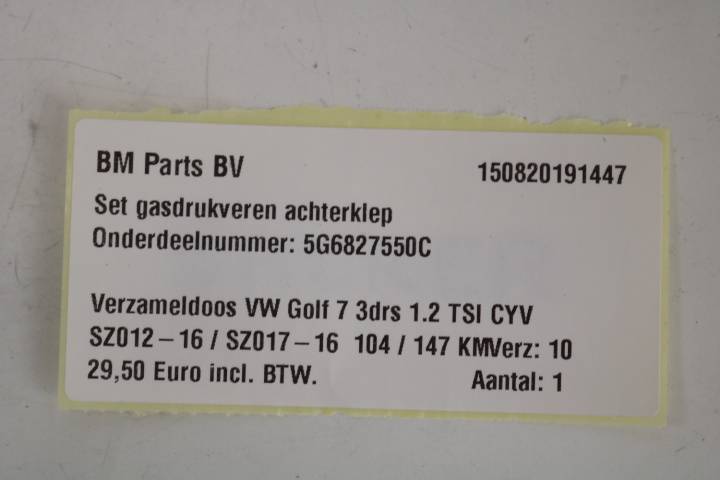 BM Parts BV 150820191447
Set gasdrukveren achterklep
Onderdeelnummer: 5G6827550C
Verzameldoos VW Golf 7 3drs 1.2 TSI CYV
SZ012-16 / SZ017-16 104 / 147 KMVerz: 10
29,50 Euro incl. BTW. Aantal: 1